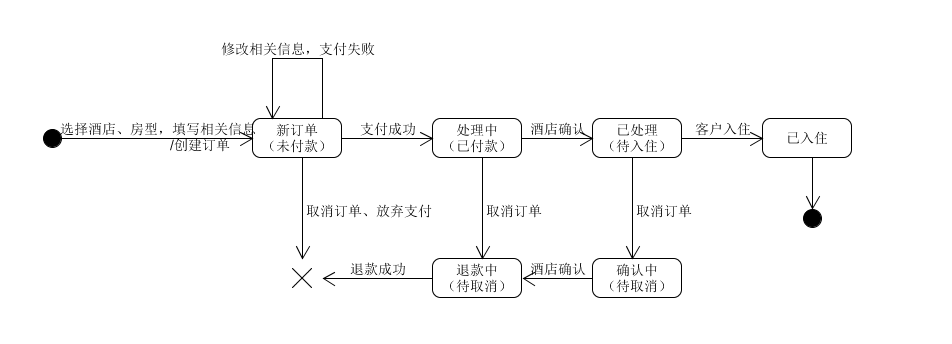 修改相关信息，支付失败
选择酒店、房型，填写相关信息
/创建订单
新订单
（未付款）
支付成功
处理中
（已付款）
酒店确认
已处理
（待入住）
客户入住
已入住
取消订单、放弃支付
取消订单
取消订单
退款成功
退款中
（待取消）
酒店确认
确认中
（待取消）